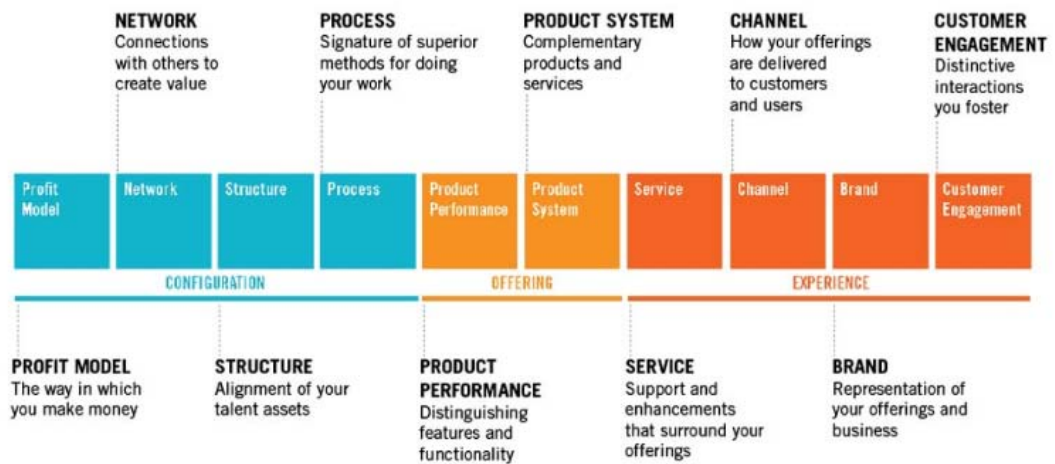 NETWORK
Connections
with others to
create value
PROCESS
Signature of superior
methods for doing
your work
PRODUCT SYSTEM
Complementary
products and
services
CHANNEL
How your offerings
are delivered
to customers
and users
CUSTOMER
ENGAGEMENT
Distinctive
interactions
you foster
Profit
Model
Network
Structure
Process
Product
Performance
Product
System
Service
Channel
Brand
Customer
Engagement
CONFIGURATION
OFFERING
EXPERIENCE
PROFIT MODEL
The way in which
you make money
STRUCTURE
Alignment of your
talent assets
PRODUCT
PERFORMANCE
Distinguishing
features and
functionality
SERVICE
Support and
enhancements
that surround your
offerings
BRAND
Representation of
your offerings and
business